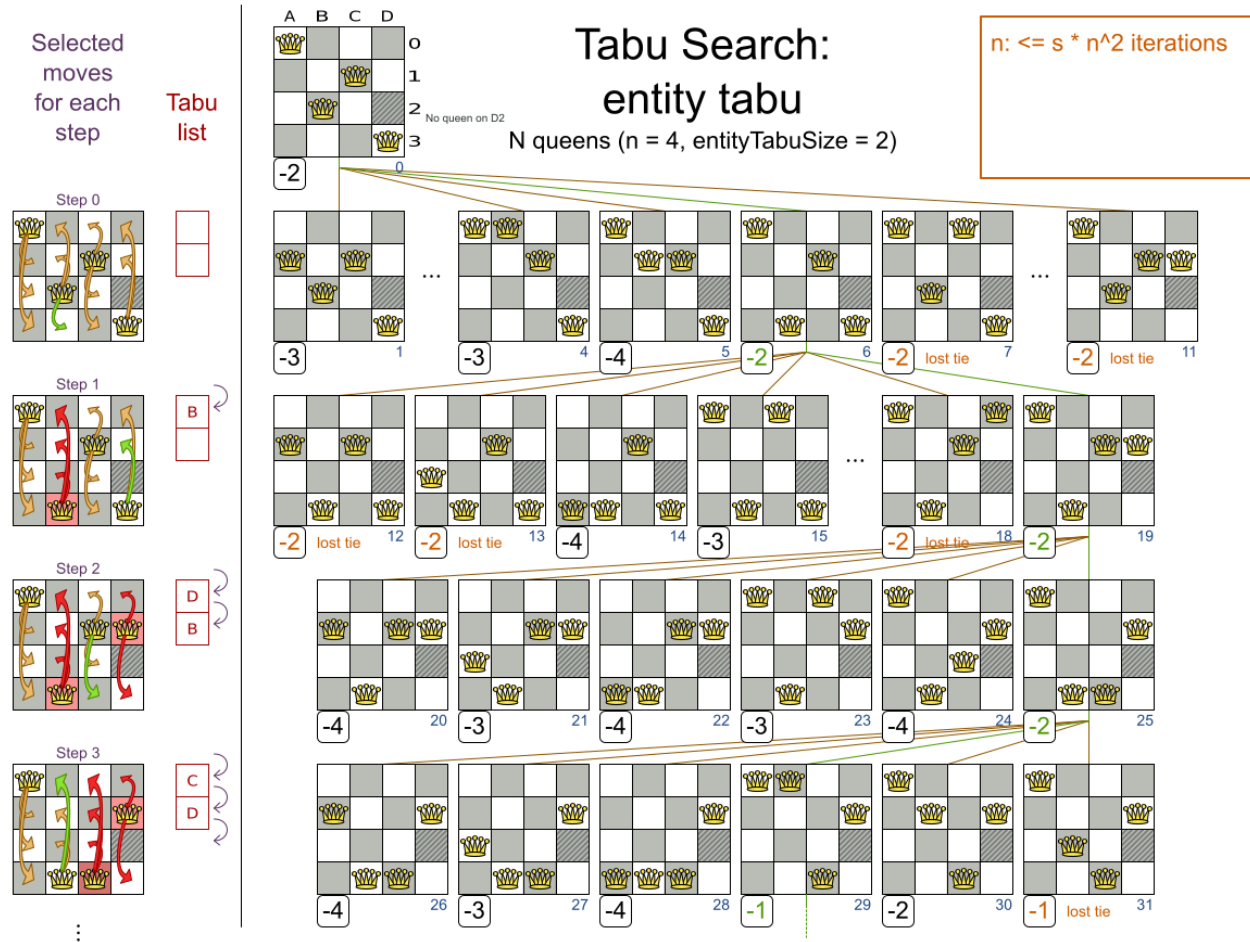 Selected
moves
for each
step
Tabu
list
A B C D
0
1
2
3
No queen on D2
Tabu Search:
entity tabu
N queens (n = 4, entityTabuSize = 2)
n: <= s * n^2 iterations
-2
0
Step 0
... ...
-3 1
-3 4
-4 5
-2 6
-2 lost tie 7
-2 lost tie 11
Step 1
B
...
-2 lost tie 12
-2 lost tie 13
-4 14
-3 15
-2 lost tie 18
-2 19
Step 2
D
B
-4 20
-3 21
-4 22
-3 23
-4 24
-2 25
Step 3
C
D
-4 26
-3 27
-4 28
-1 29
-2 30
-1 lost tie 31
...